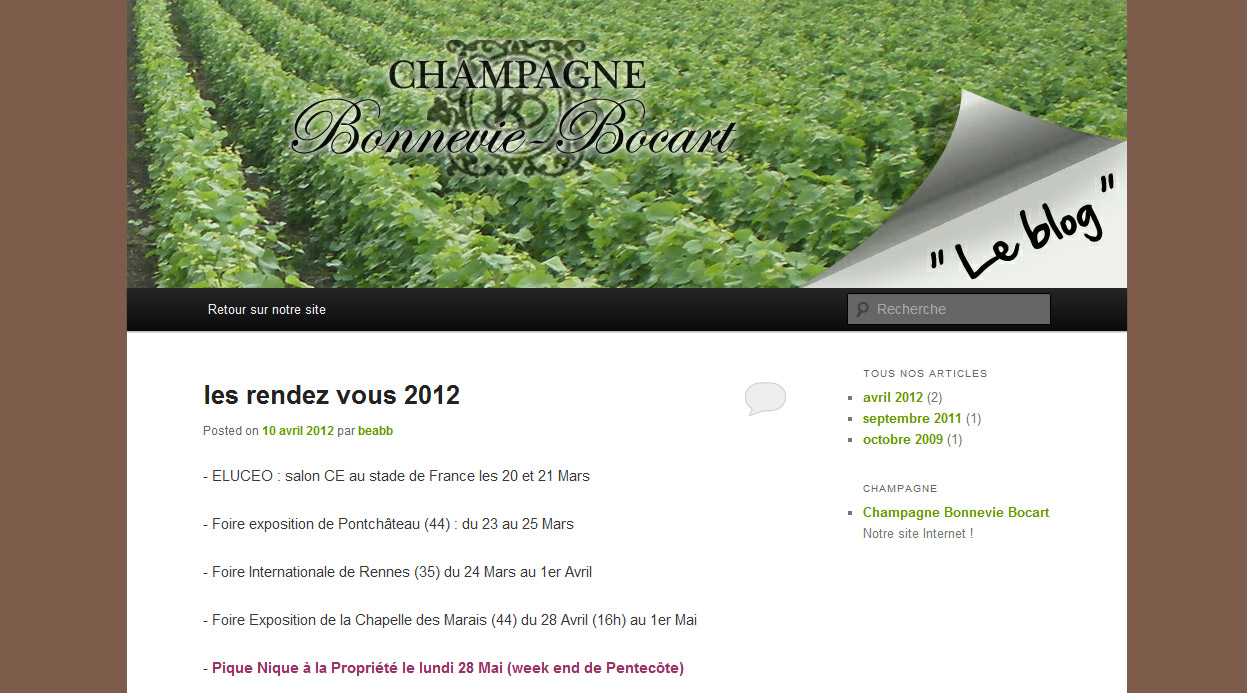 CHAMPAGNE
Bonnevie-Bocart
" Le blog "
Retour sur notre site
Recherche
les rendez vous 2012
Posted on 10 avril 2012 par beabb
- ELUCEO : salon CE au stade de France les 20 et 21 Mars
- Foire exposition de Pontchâteau (44) : du 23 au 25 Mars
- Foire Internationale de Rennes (35) du 24 Mars au 1er Avril
- Foire Exposition de la Chapelle des Marais (44) du 28 Avril (16h) au 1er Mai
- Pique Nique à la Propriété le lundi 28 Mai (week end de Pentecôte)
TOUS NOS ARTICLES
avril 2012 (2)
septembre 2011 (1)
octobre 2009 (1)
CHAMPAGNE
Champagne Bonnevie Bocart
Notre site Internet !